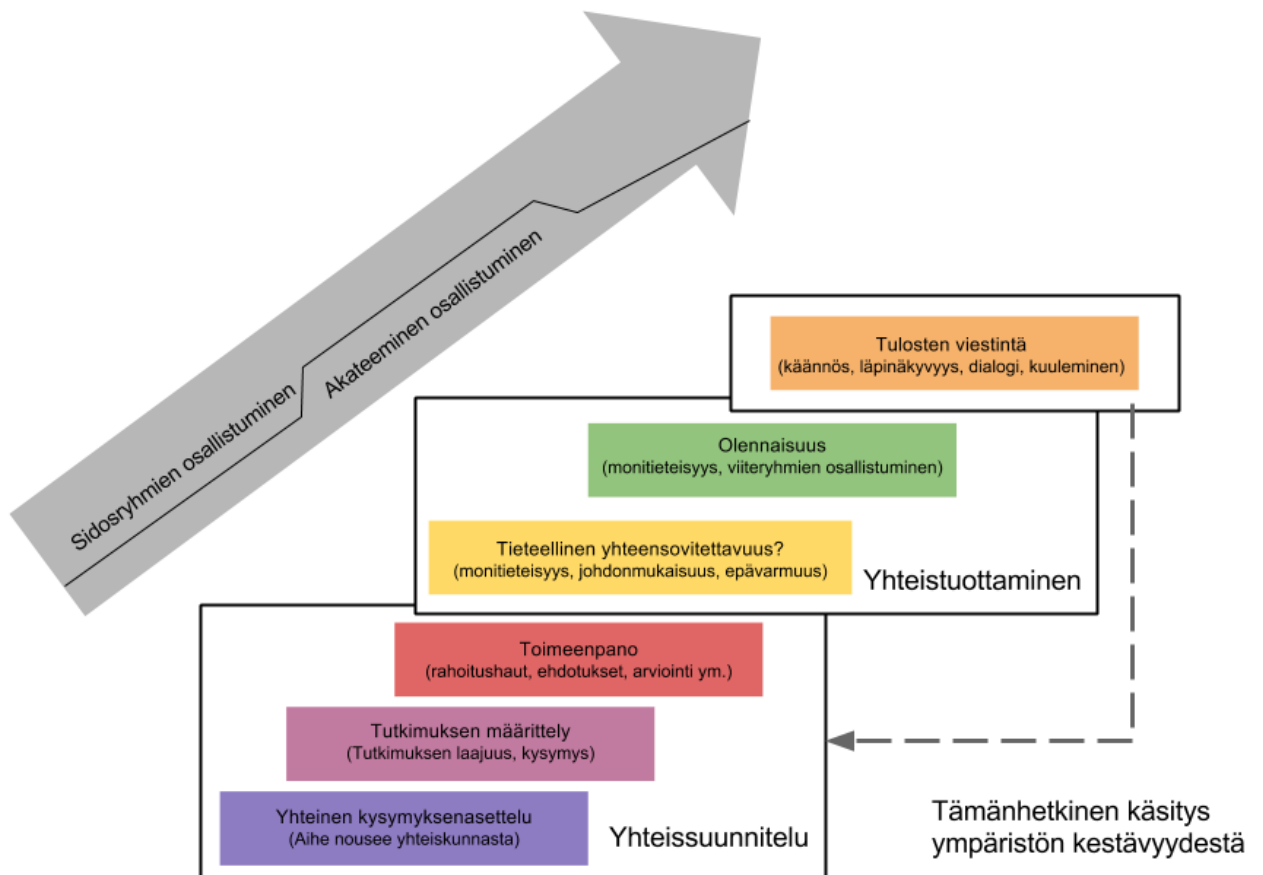 Sidosryhmien osallistuminen
Akateeminen osallistuminen
Tulosten viestintä
(käännös, läpinäkyvyys, dialogi, kuuleminen)
Olennaisuus
(monitieteisyys, viiteryhmien osallistuminen)
Tieteellinen yhteensovitettavuus?
(monitieteisyys, johdonmukaisuus, epävarmuus)
Yhteistuottaminen
Toimeenpano
(rahoitushaut, ehdotukset, arviointi ym.)
Tutkimuksen määrittely
(Tutkimuksen laajuus, kysymys)
Yhteinen kysymyksenasettelu
(Aihe nousee yhteiskunnasta)
Yhteissuunnitelu
Tämänhetkinen käsitys
ympäristön kestävyydestä